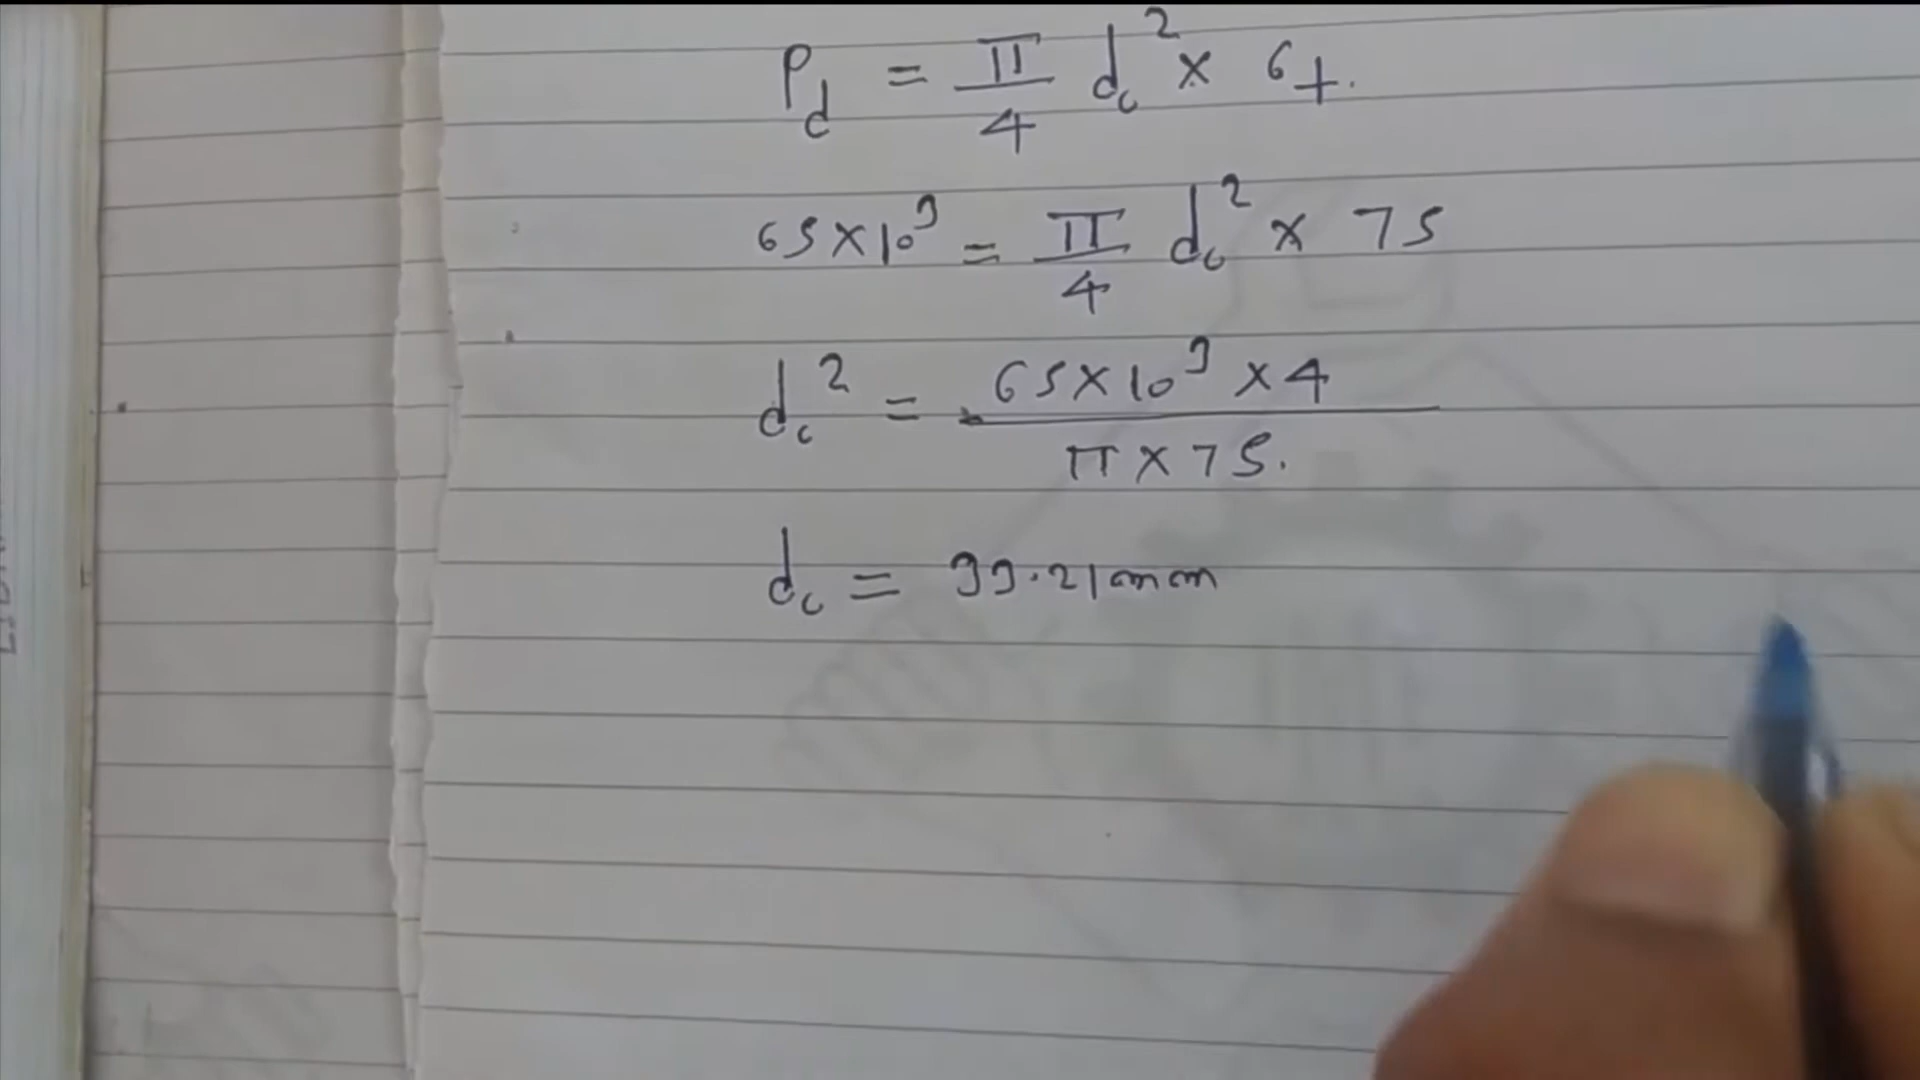 Pd = π/4 dc² × σt.
65×10³ = π/4 dc² × 75
dc² = 65×10³ ×4 / π × 75.
dc = 33.21mm